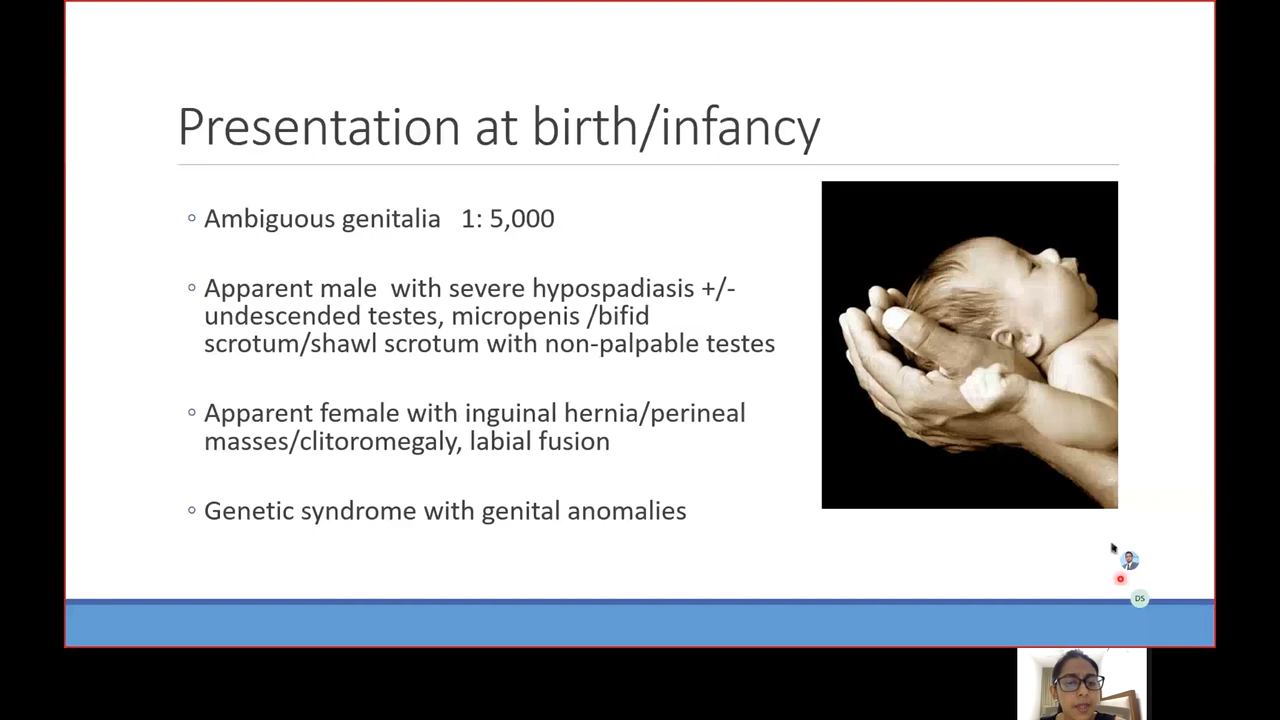 Presentation at birth/infancy
◦ Ambiguous genitalia 1: 5,000
◦ Apparent male with severe hypospadiasis +/-
undescended testes, micropenis /bifid
scrotum/shawl scrotum with non-palpable testes
◦ Apparent female with inguinal hernia/perineal
masses/clitoromegaly, labial fusion
◦ Genetic syndrome with genital anomalies
DS